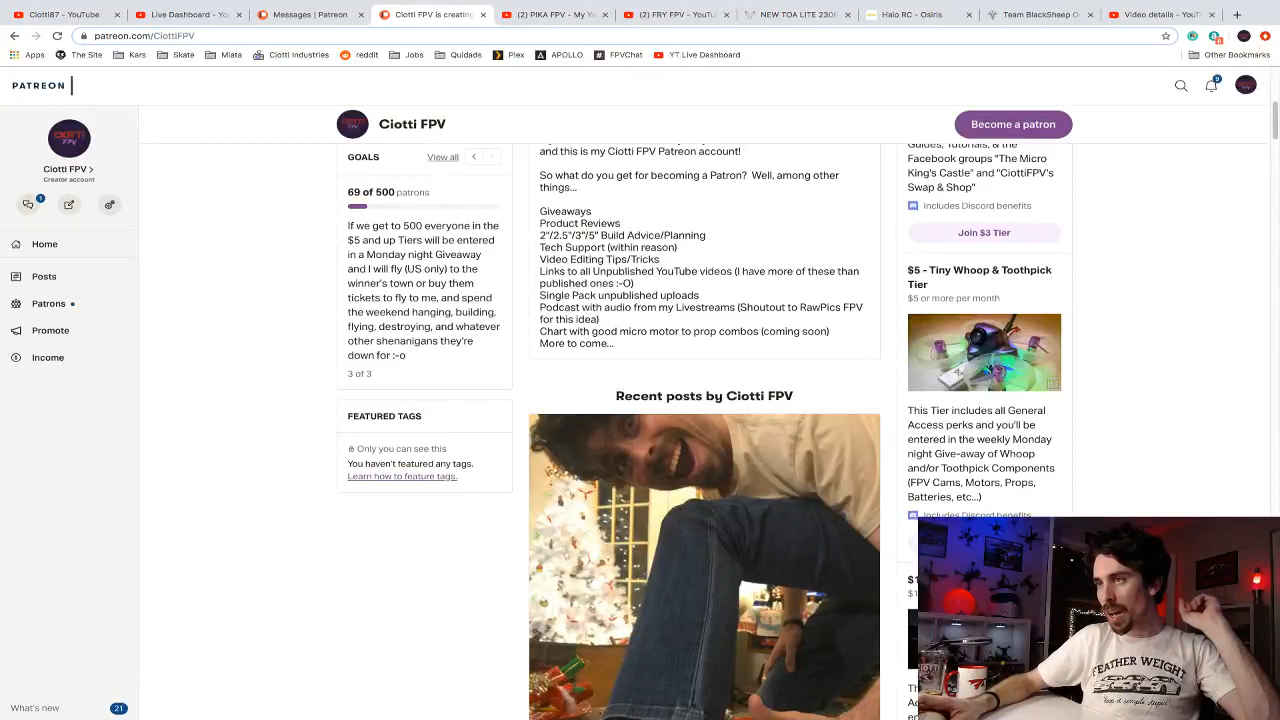 Ciotti87 - YouTube
Live Dashboard - You
Messages | Patreon
Ciotti FPV is creating
(2) PIKA FPV - My Ye
(2) FRY FPV - YouTub
NEW TOA LITE 2306
Halo RC - Osiris
Team BlackSheep O
Video details - YouT
patreon.com/CiottiFPV
Apps
The Site
Kars
Skate
Miata
Ciotti Industries
reddit
Jobs
Quidads
Plex
APOLLO
FPVChat
YT Live Dashboard
Other Bookmarks
PATREON
9
Ciotti FPV
Become a patron
CIOTTI
FPV
Ciotti FPV
Creator account
1
Home
Posts
Patrons
Promote
Income
What's new
21
GOALS
View all
69 of 500 patrons
If we get to 500 everyone in the
$5 and up Tiers will be entered
in a Monday night Giveaway
and I will fly (US only) to the
winner's town or buy them
tickets to fly to me, and spend
the weekend hanging, building,
flying, destroying, and whatever
other shenanigans they're
down for :-o
3 of 3
FEATURED TAGS
Only you can see this
You haven't featured any tags.
Learn how to feature tags.
and this is my Ciotti FPV Patreon account!
So what do you get for becoming a Patron? Well, among other
things...
Giveaways
Product Reviews
2"/2.5"/3"/5" Build Advice/Planning
Tech Support (within reason)
Video Editing Tips/Tricks
Links to all Unpublished YouTube videos (I have more of these than
published ones :-O)
Single Pack unpublished uploads
Podcast with audio from my Livestreams (Shoutout to RawPics FPV
for this idea)
Chart with good micro motor to prop combos (coming soon)
More to come...
Recent posts by Ciotti FPV
Guides, Tutorials, & the
Facebook groups "The Micro
King's Castle" and "CiottiFPV's
Swap & Shop"
Includes Discord benefits
Join $3 Tier
$5 - Tiny Whoop & Toothpick
Tier
$5 or more per month
This Tier includes all General
Access perks and you'll be
entered in the weekly Monday
night Give-away of Whoop
and/or Toothpick Components
(FPV Cams, Motors, Props,
Batteries, etc...)
Includes Discord benefits
FEATHER WEIGHT
keep it simple stupid